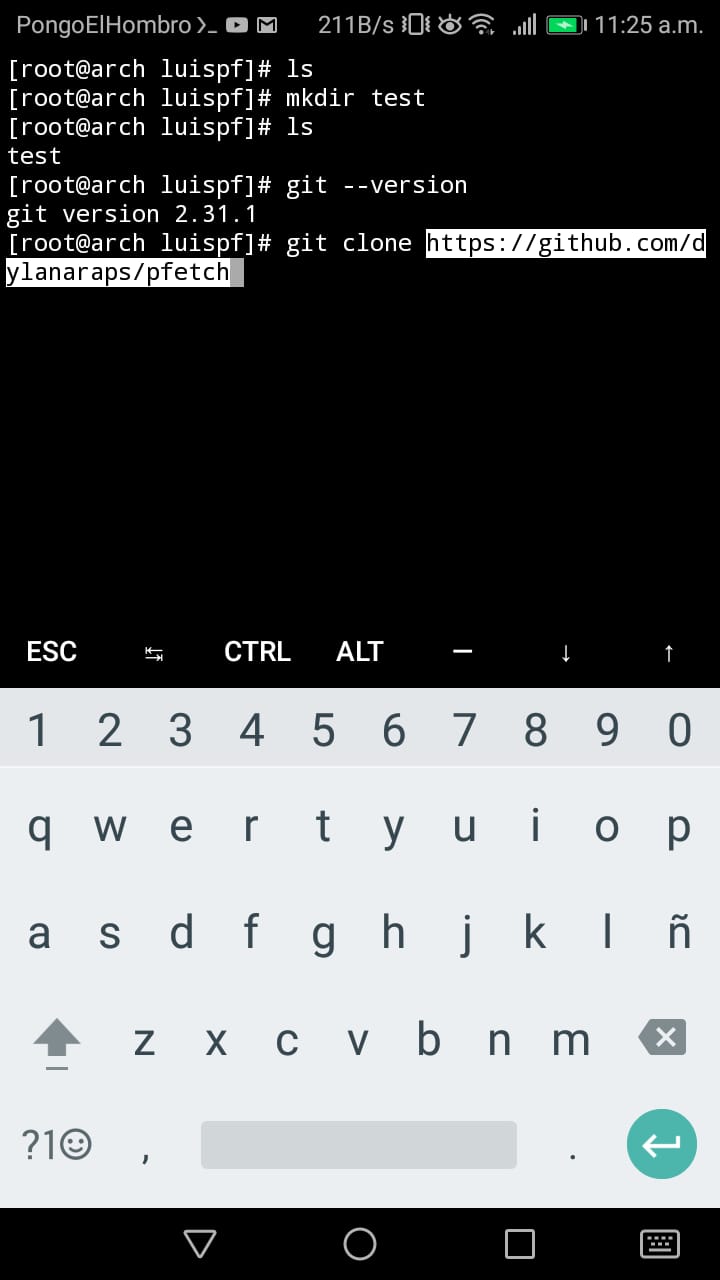 PongoElHombro 211B/s 11:25 a.m.
[root@arch luispf]# ls
[root@arch luispf]# mkdir test
[root@arch luispf]# ls
test
[root@arch luispf]# git --version
git version 2.31.1
[root@arch luispf]# git clone https://github.com/d
ylanaraps/pfetch
ESC ↹ CTRL ALT — ↓ ↑
1 2 3 4 5 6 7 8 9 0
q w e r t y u i o p
a s d f g h j k l ñ
z x c v b n m
?1☺ , .